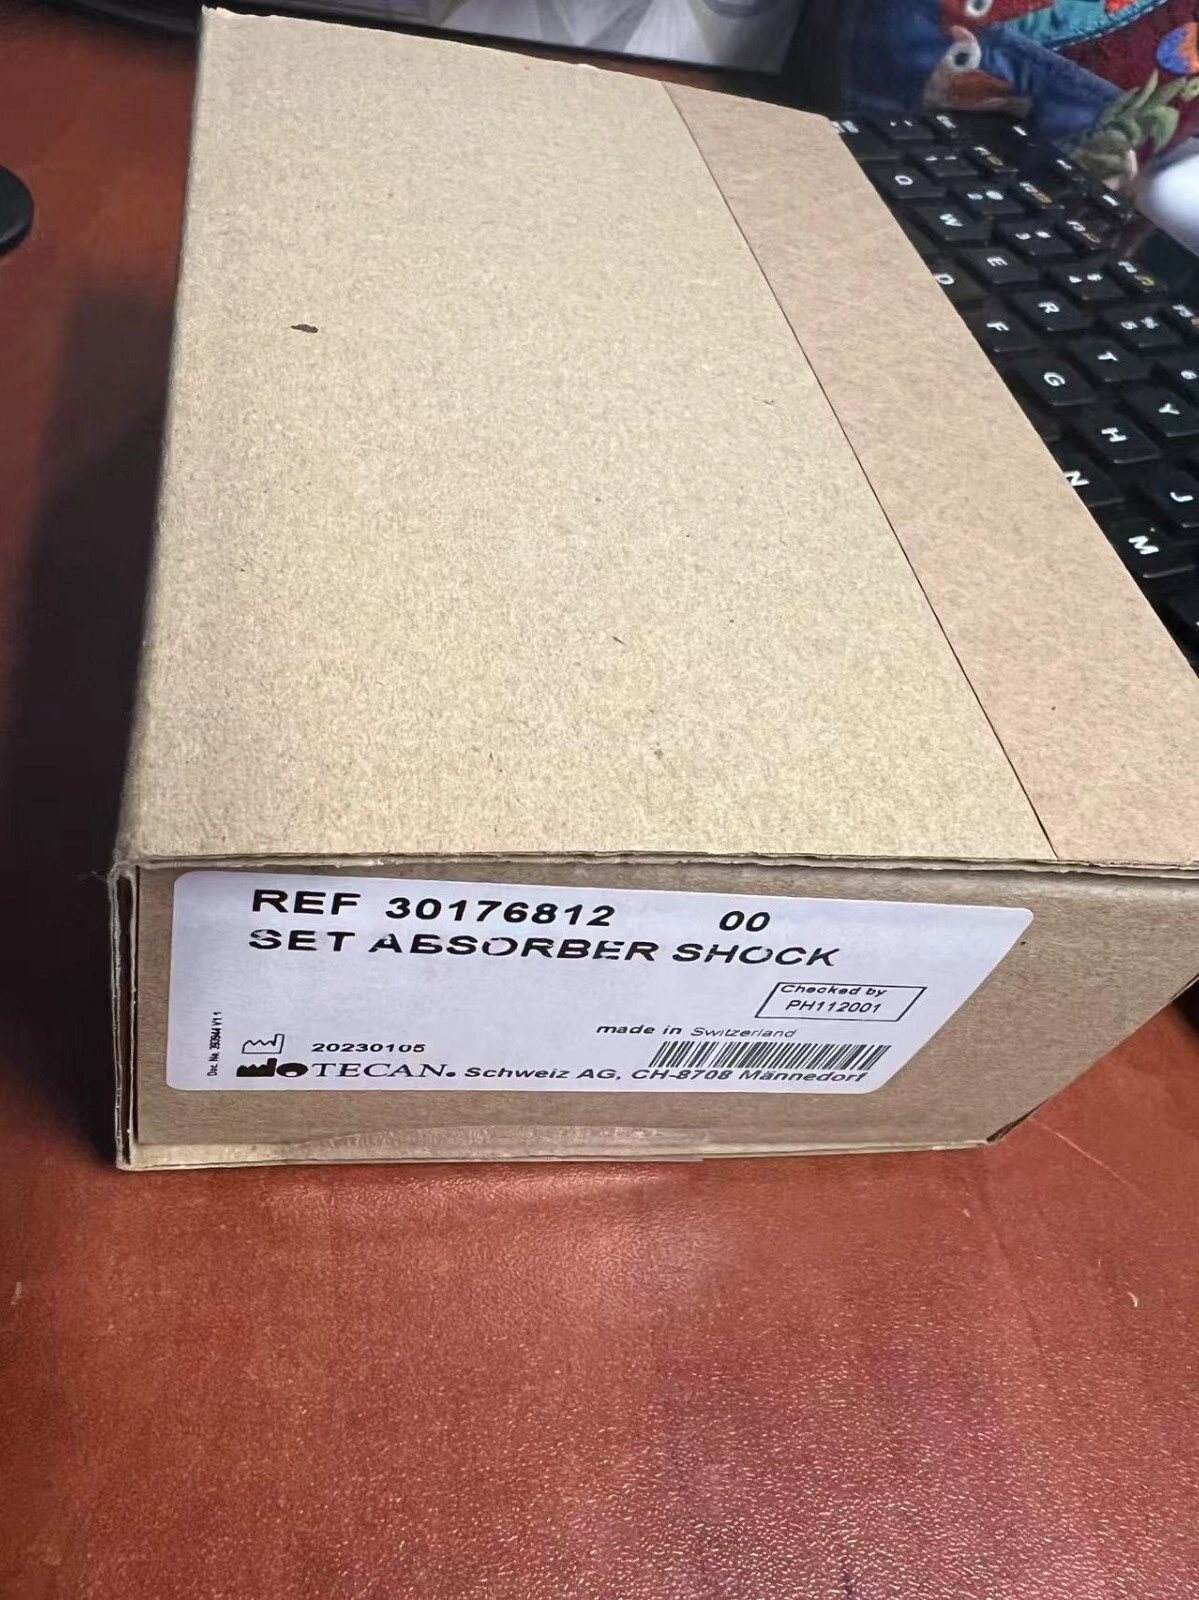 REF 30176812 00
SET ABSORBER SHOCK
Checked by
PH112001
made in Switzerland
20230105
TECAN. Schweiz AG, CH-8708 Männedorf
Q W E R T Y
D F G H J
N M